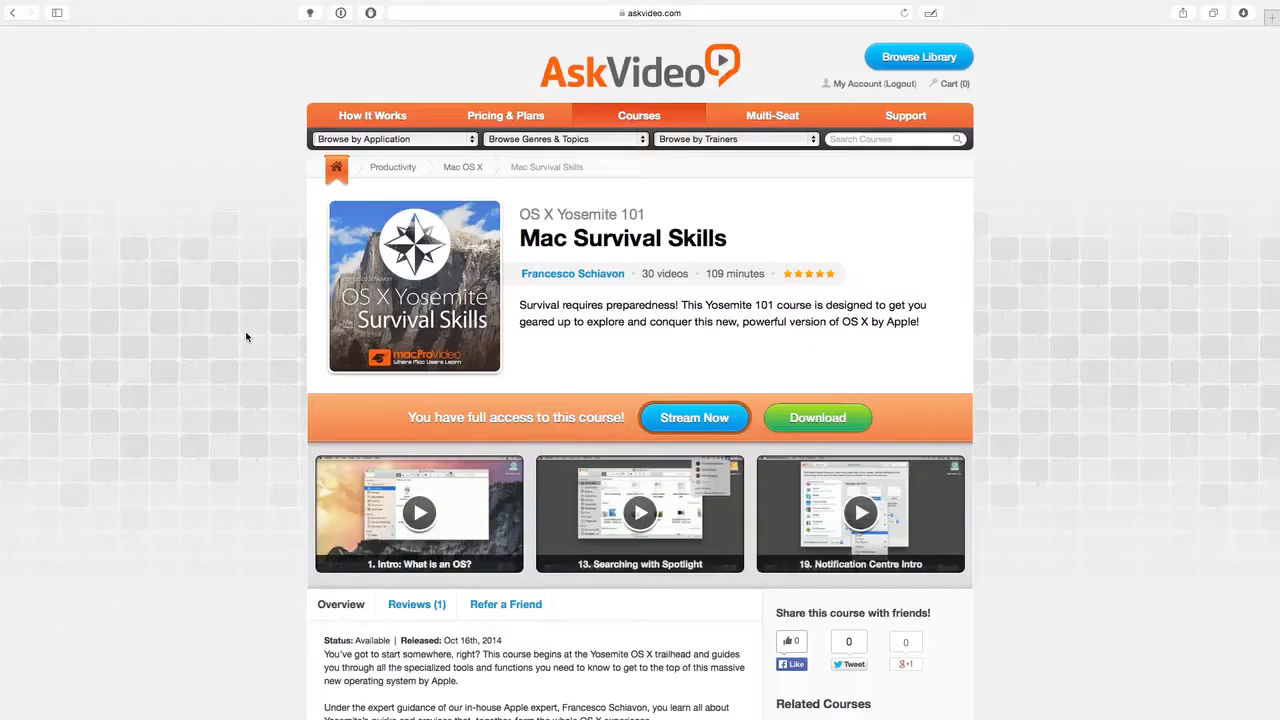 askvideo.com
AskVideo
Browse Library
My Account (Logout)
Cart (0)
How It Works
Pricing & Plans
Courses
Multi-Seat
Support
Browse by Application
Browse Genres & Topics
Browse by Trainers
Search Courses
Productivity
Mac OS X
Mac Survival Skills
Francesco Schiavon
OS X Yosemite
Mac
Survival Skills
macProVideo
Where Mac Users Learn
OS X Yosemite 101
Mac Survival Skills
Francesco Schiavon • 30 videos • 109 minutes •
Survival requires preparedness! This Yosemite 101 course is designed to get you
geared up to explore and conquer this new, powerful version of OS X by Apple!
You have full access to this course!
Stream Now
Download
1. Intro: What is an OS?
13. Searching with Spotlight
19. Notification Centre Intro
Overview
Reviews (1)
Refer a Friend
Status: Available | Released: Oct 16th, 2014
You've got to start somewhere, right? This course begins at the Yosemite OS X trailhead and guides
you through all the specialized tools and functions you need to know to get to the top of this massive
new operating system by Apple.
Under the expert guidance of our in-house Apple expert, Francesco Schiavon, you learn all about
Share this course with friends!
0
0
0
Like
Tweet
g+1
Related Courses